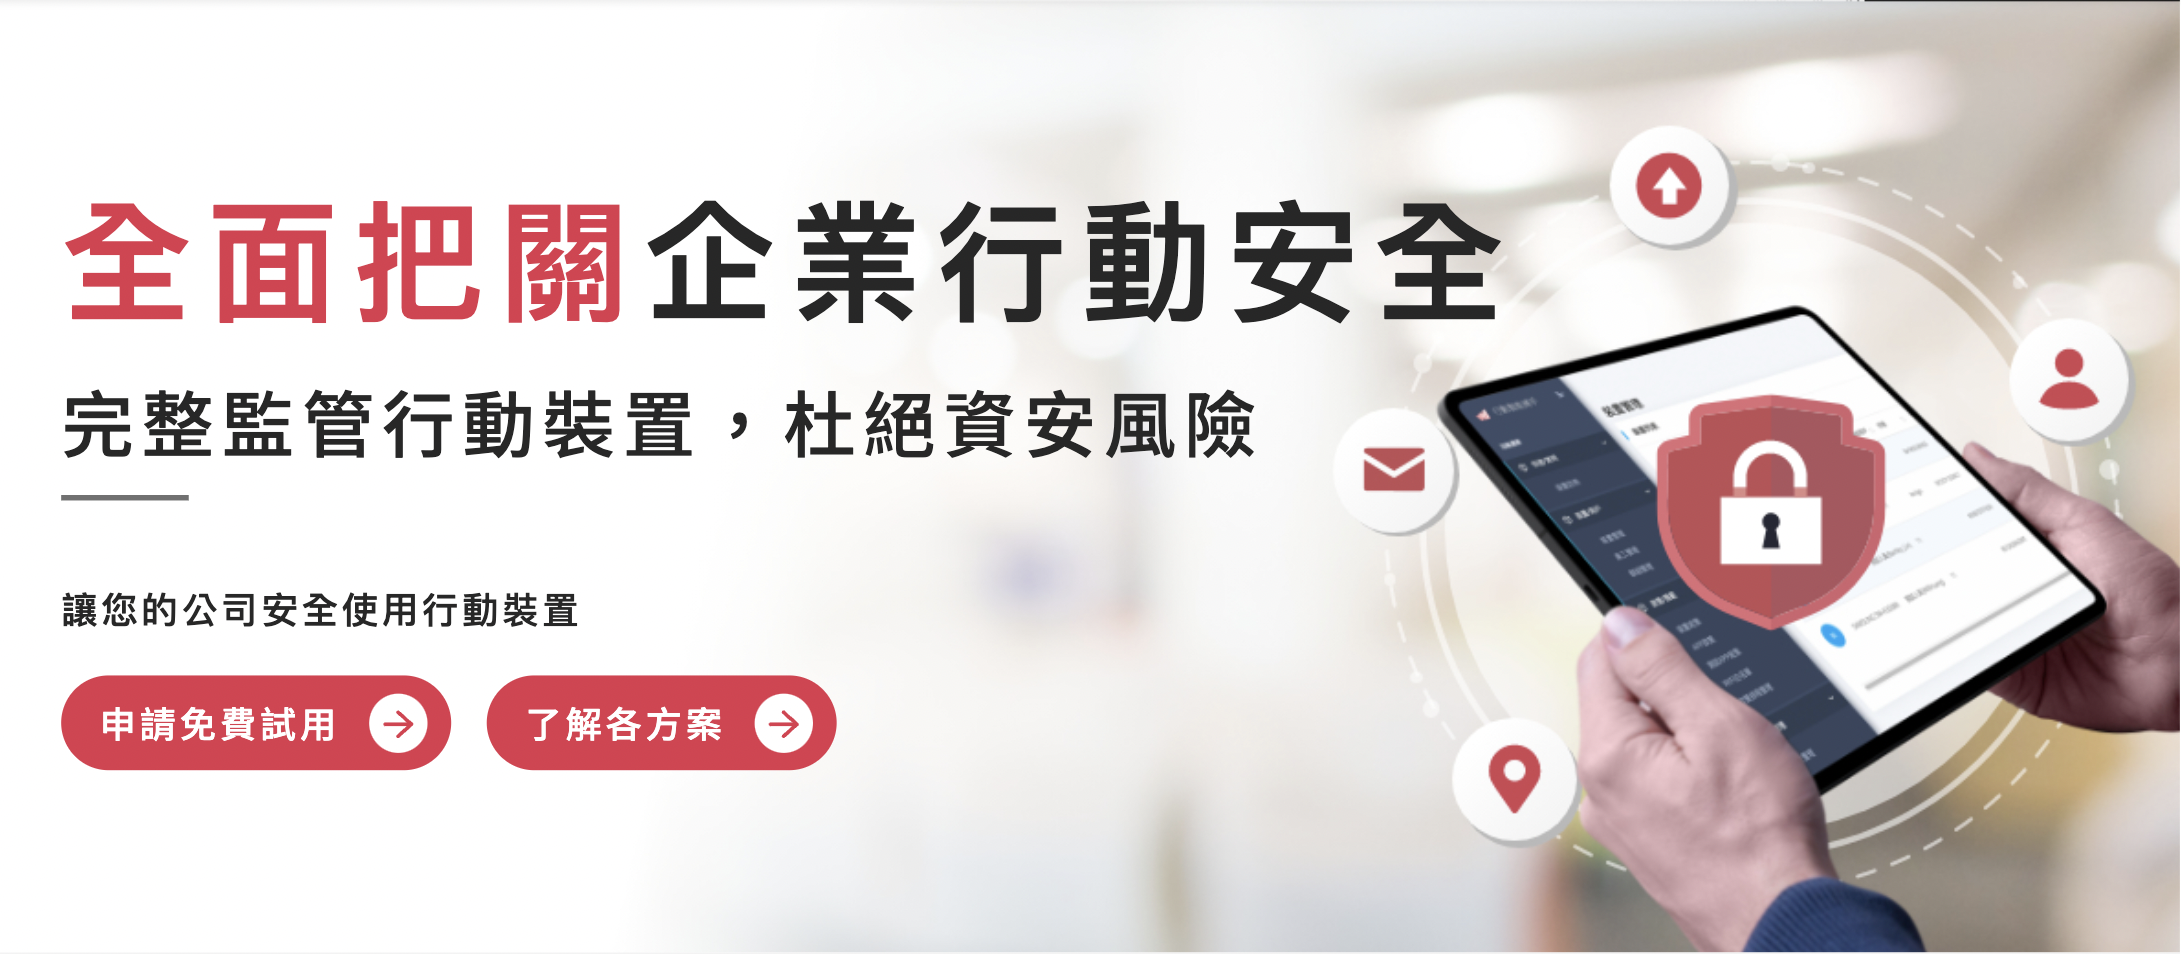 全面把關企業行動安全
完整監管行動裝置，杜絕資安風險
讓您的公司安全使用行動裝置
申請免費試用
了解各方案